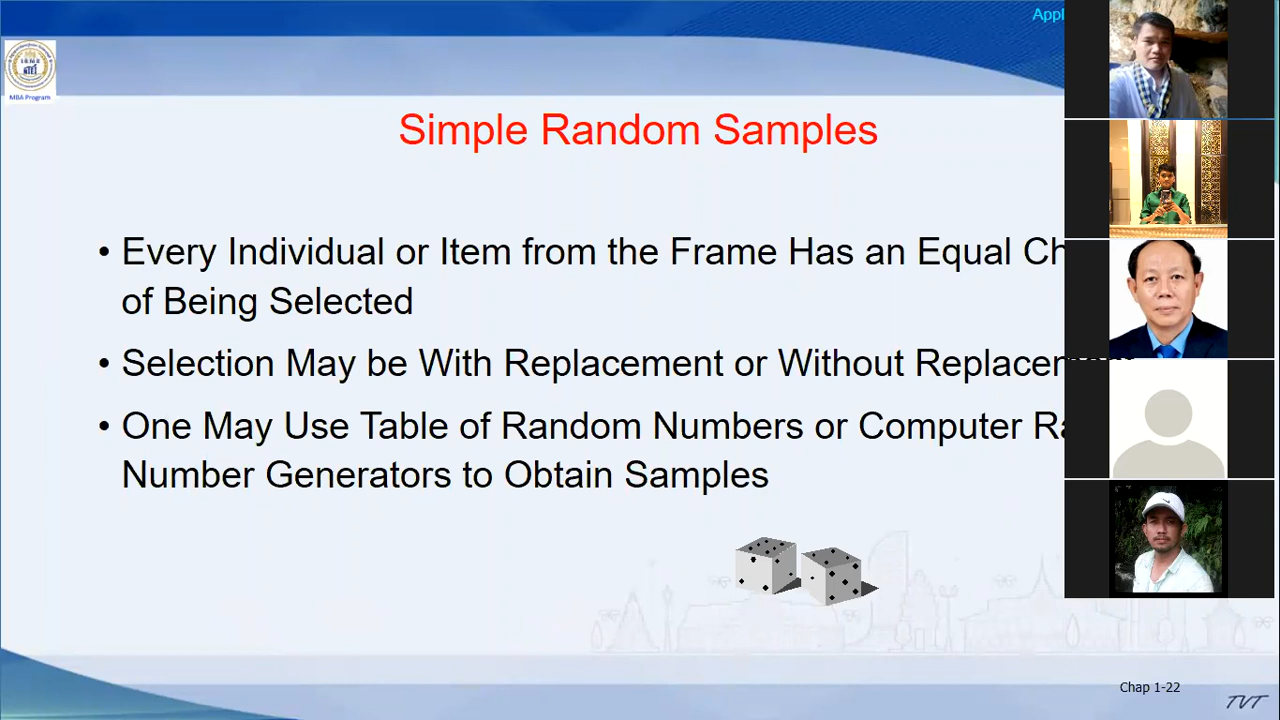 Appl
MBA Program
Simple Random Samples
• Every Individual or Item from the Frame Has an Equal Ch
of Being Selected
• Selection May be With Replacement or Without Replacement
• One May Use Table of Random Numbers or Computer Ra
Number Generators to Obtain Samples
Chap 1-22
TVT